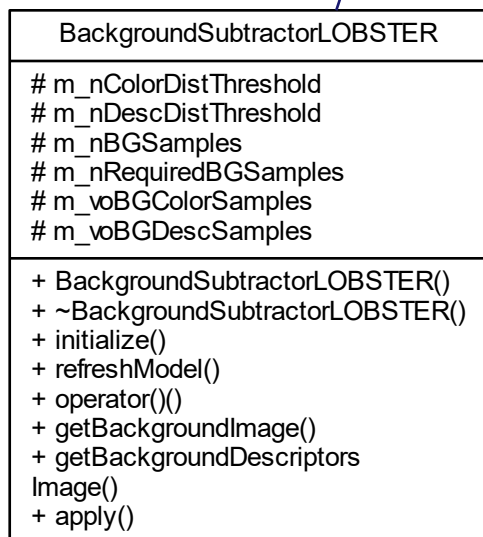 BackgroundSubtractorLOBSTER
# m_nColorDistThreshold
# m_nDescDistThreshold
# m_nBGSamples
# m_nRequiredBGSamples
# m_voBGColorSamples
# m_voBGDescSamples
+ BackgroundSubtractorLOBSTER()
+ ~BackgroundSubtractorLOBSTER()
+ initialize()
+ refreshModel()
+ operator()()
+ getBackgroundImage()
+ getBackgroundDescriptors
Image()
+ apply()